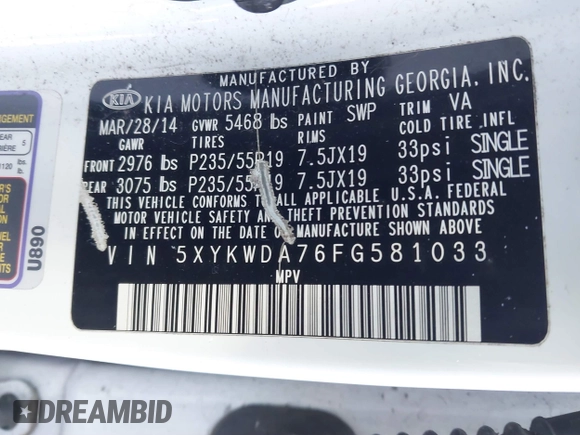 MANUFACTURED BY
KIA KIA MOTORS MANUFACTURING GEORGIA, INC.
MAR/28/14 GVWR 5468 lbs PAINT SWP TRIM VA
GAWR TIRES RIMS COLD TIRE INFL
FRONT 2976 lbs P235/55R19 7.5JX19 33psi SINGLE
REAR 3075 lbs P235/55R19 7.5JX19 33psi SINGLE
THIS VEHICLE CONFORMS TO ALL APPLICABLE U.S.A. FEDERAL
MOTOR VEHICLE SAFETY AND THEFT PREVENTION STANDARDS
IN EFFECT ON THE DATE OF MANUFACTURE SHOWN ABOVE.
VIN 5XYKWDA76FG581033
MPV
5
1120
lbs.
U890
DREAMBID